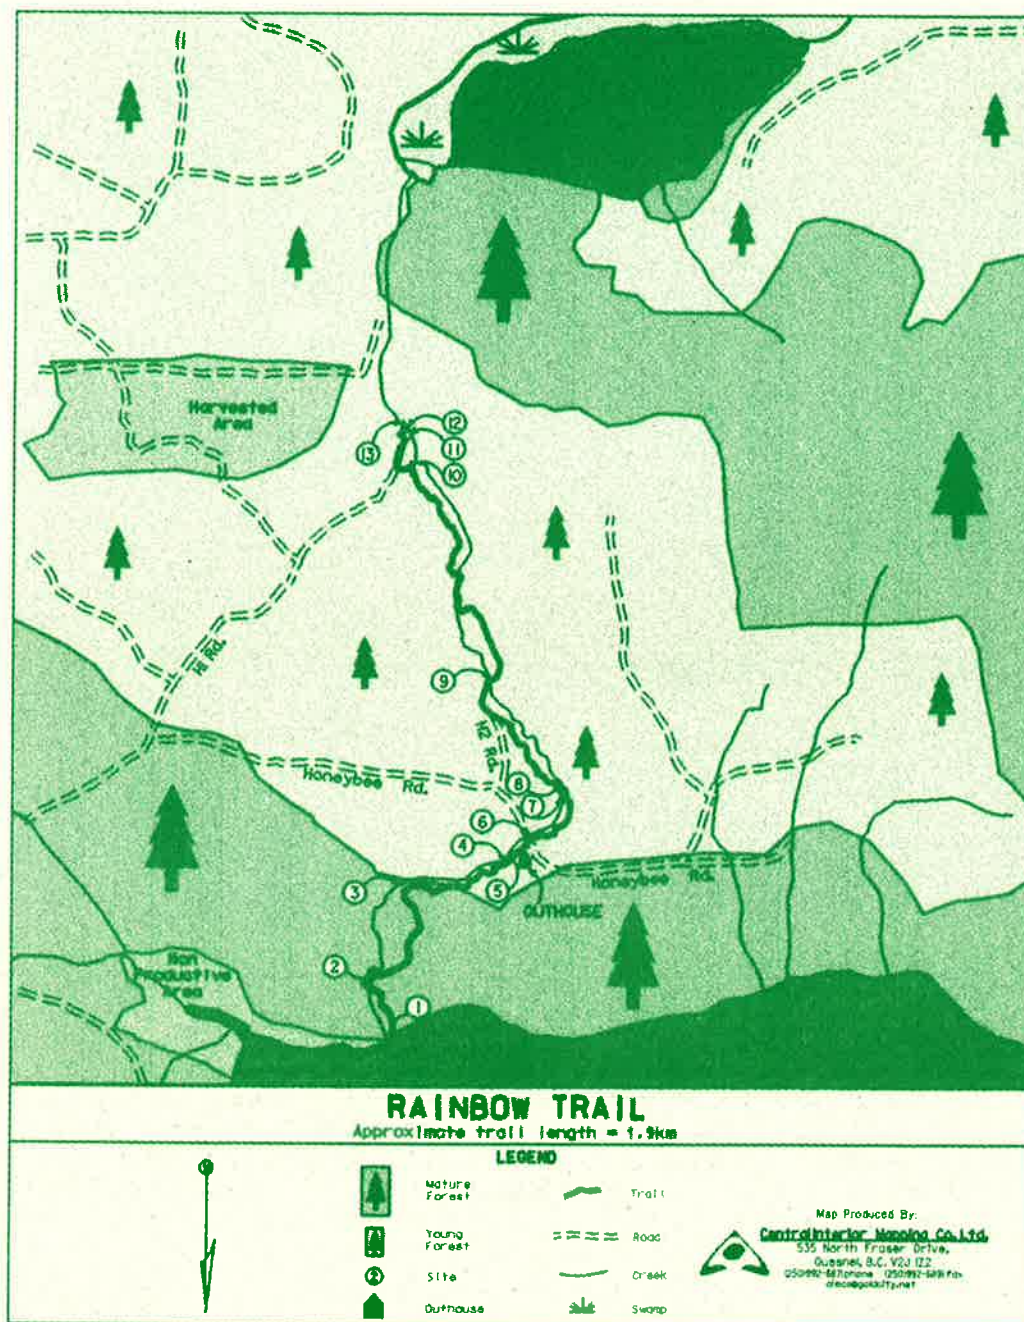 Harvested
Area
12
11
13
10
9
H1 Rd.
H2 Rd.
Honeybee Rd.
8
7
6
4
5
3
Honeybee Rd.
OUTHOUSE
2
Non
Productive
Area
1
RAINBOW TRAIL
Approximate trail length = 1.9km
LEGEND
Mature
Forest
Trail
Young
Forest
Road
2
Site
Creek
Outhouse
Swamp
Map Produced By:
Central Interior Mapping Co. Ltd.
535 North Fraser Drive,
Quesnel, B.C. V2J 1Z2